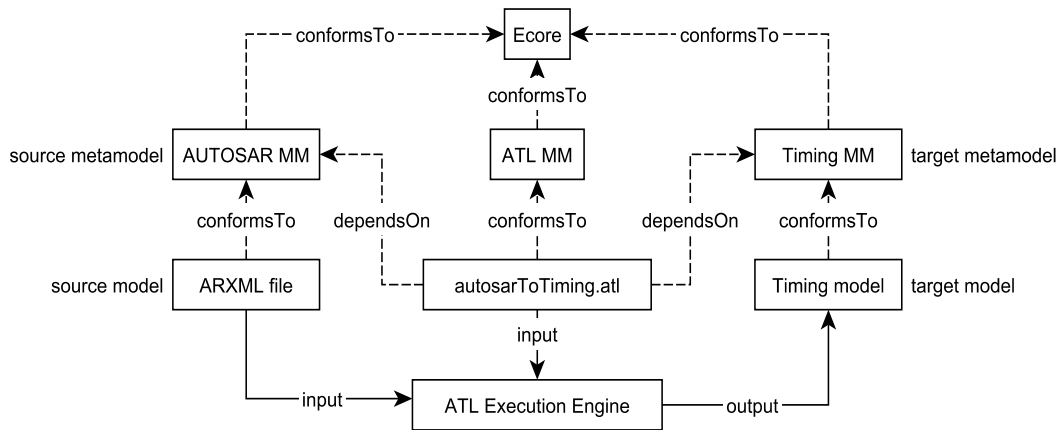 conformsTo
Ecore
conformsTo
conformsTo
source metamodel
AUTOSAR MM
ATL MM
Timing MM
target metamodel
conformsTo
dependsOn
conformsTo
dependsOn
conformsTo
source model
ARXML file
autosarToTiming.atl
Timing model
target model
input
input
ATL Execution Engine
output